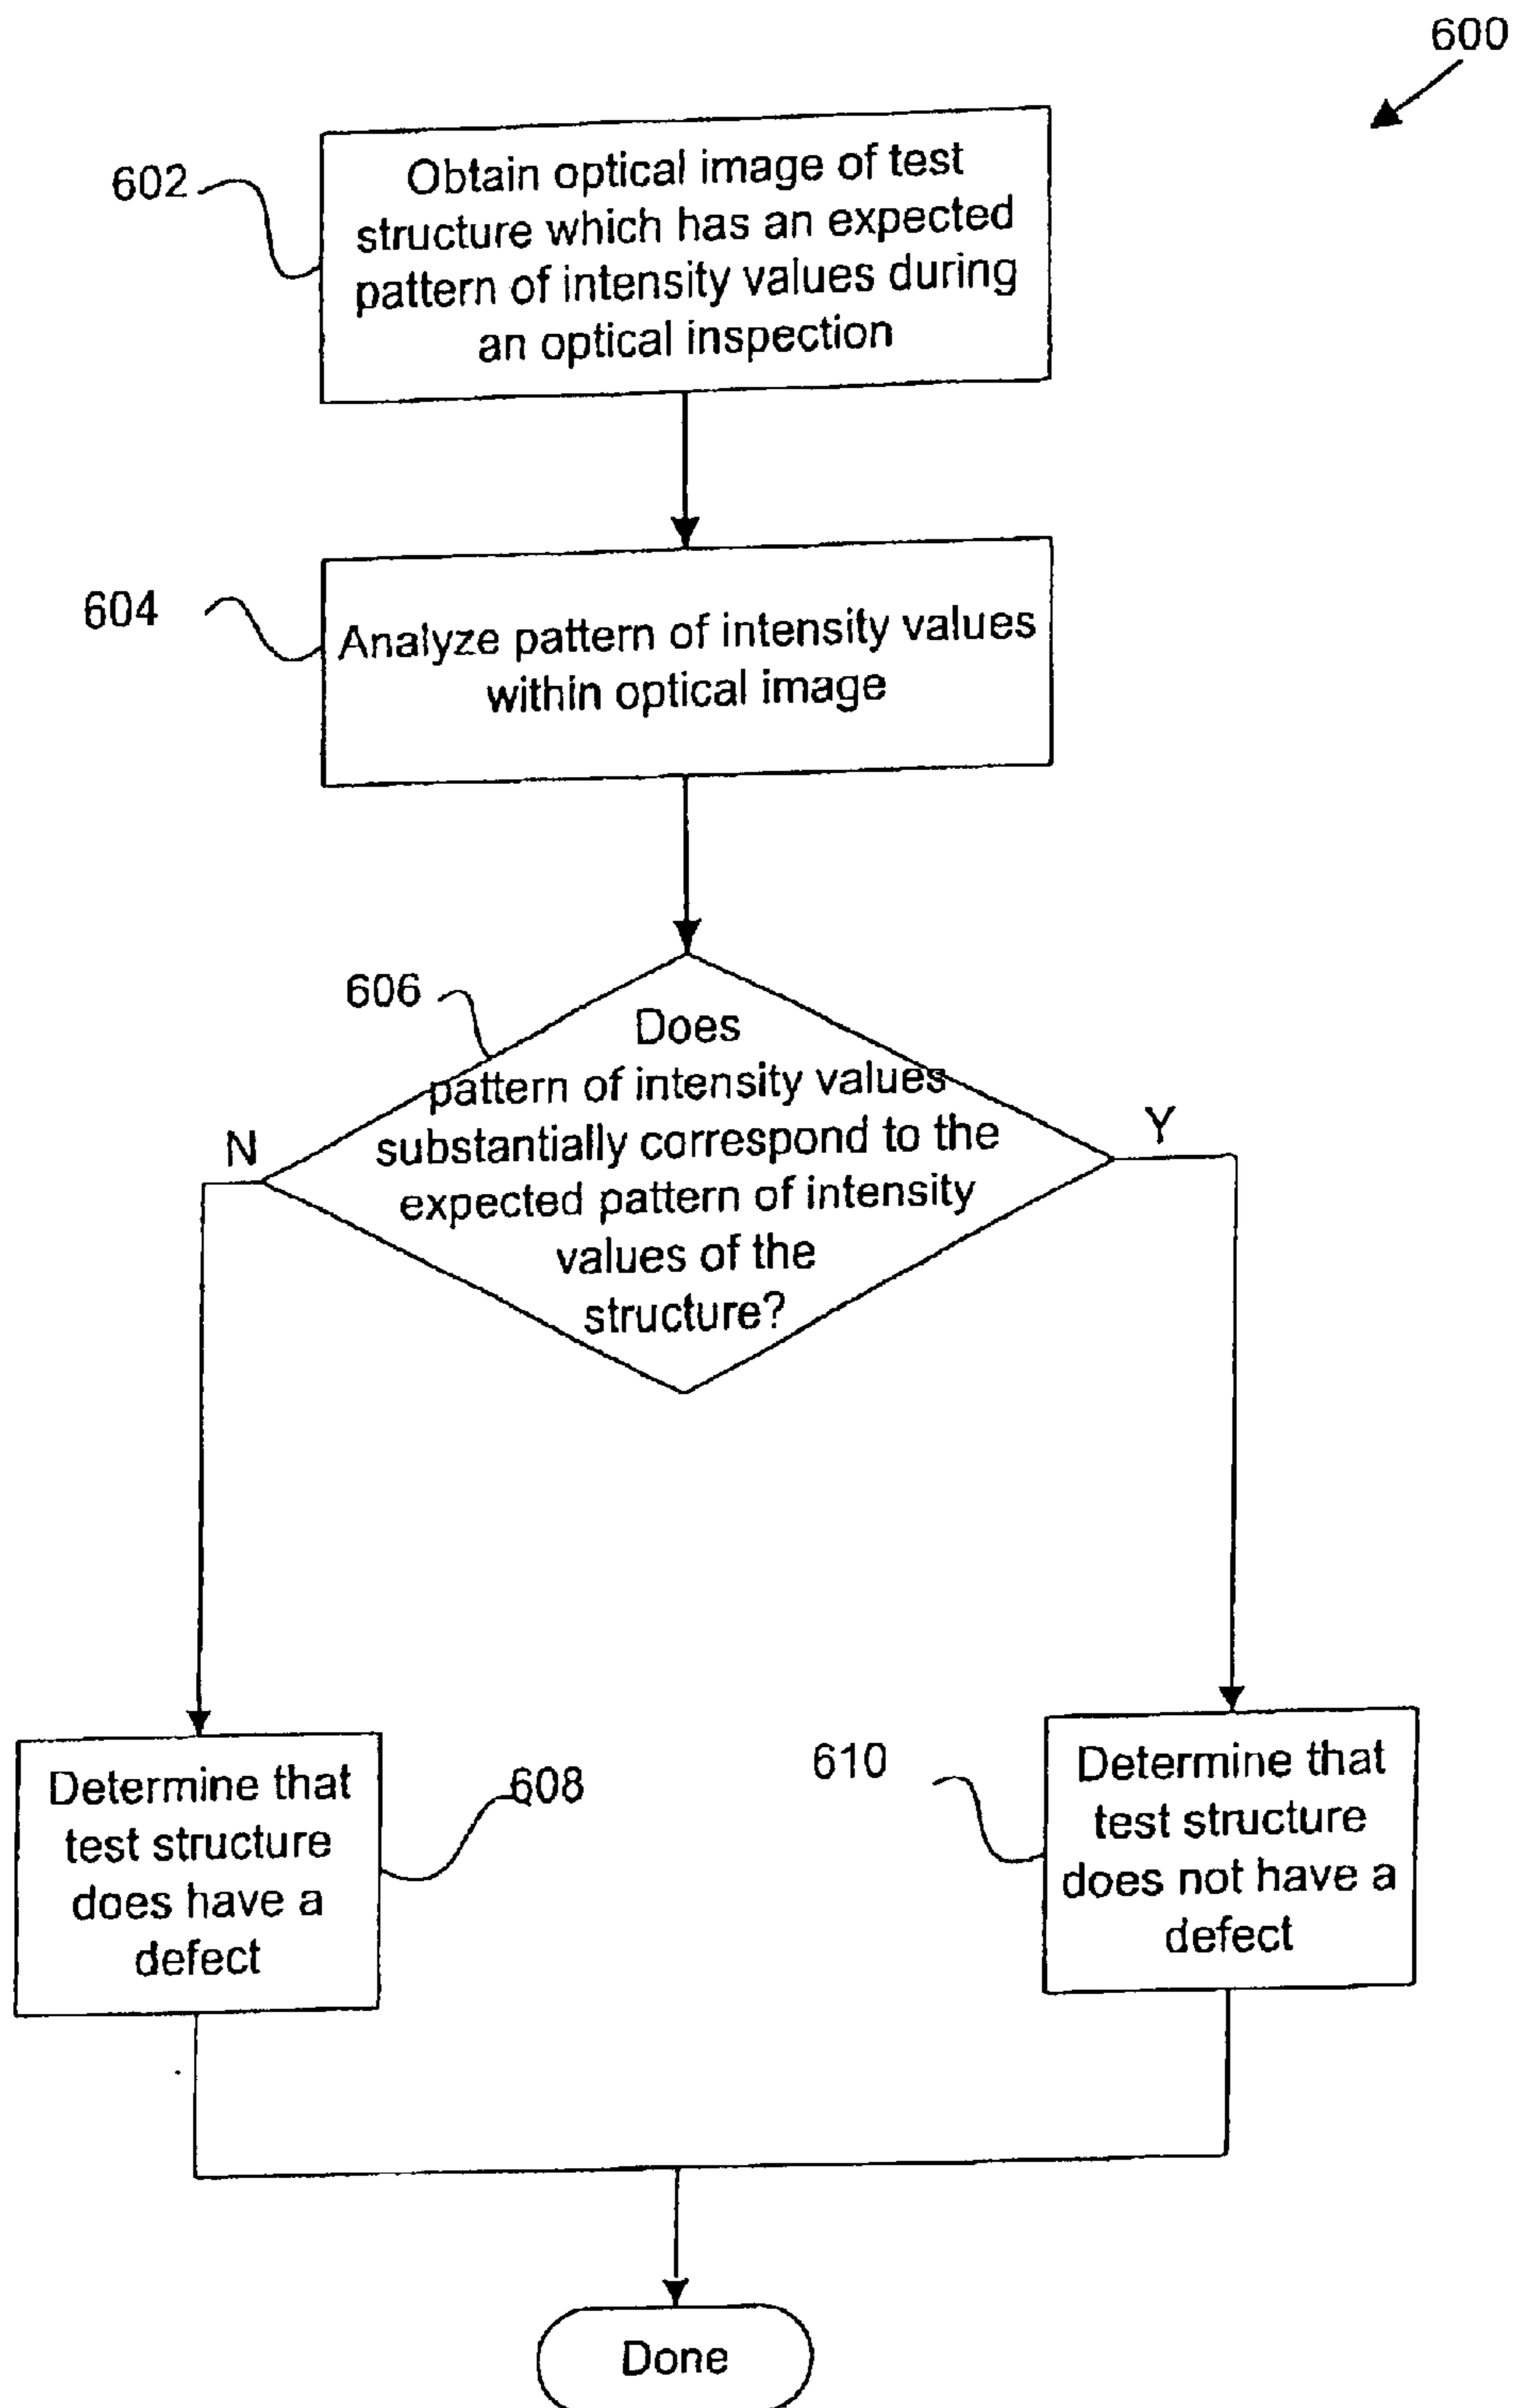 600
602
Obtain optical image of test
structure which has an expected
pattern of intensity values during
an optical inspection
604
Analyze pattern of intensity values
within optical image
606
Does
pattern of intensity values
substantially correspond to the
expected pattern of intensity
values of the
structure?
N
Y
Determine that
test structure
does have a
defect
608
610
Determine that
test structure
does not have a
defect
Done